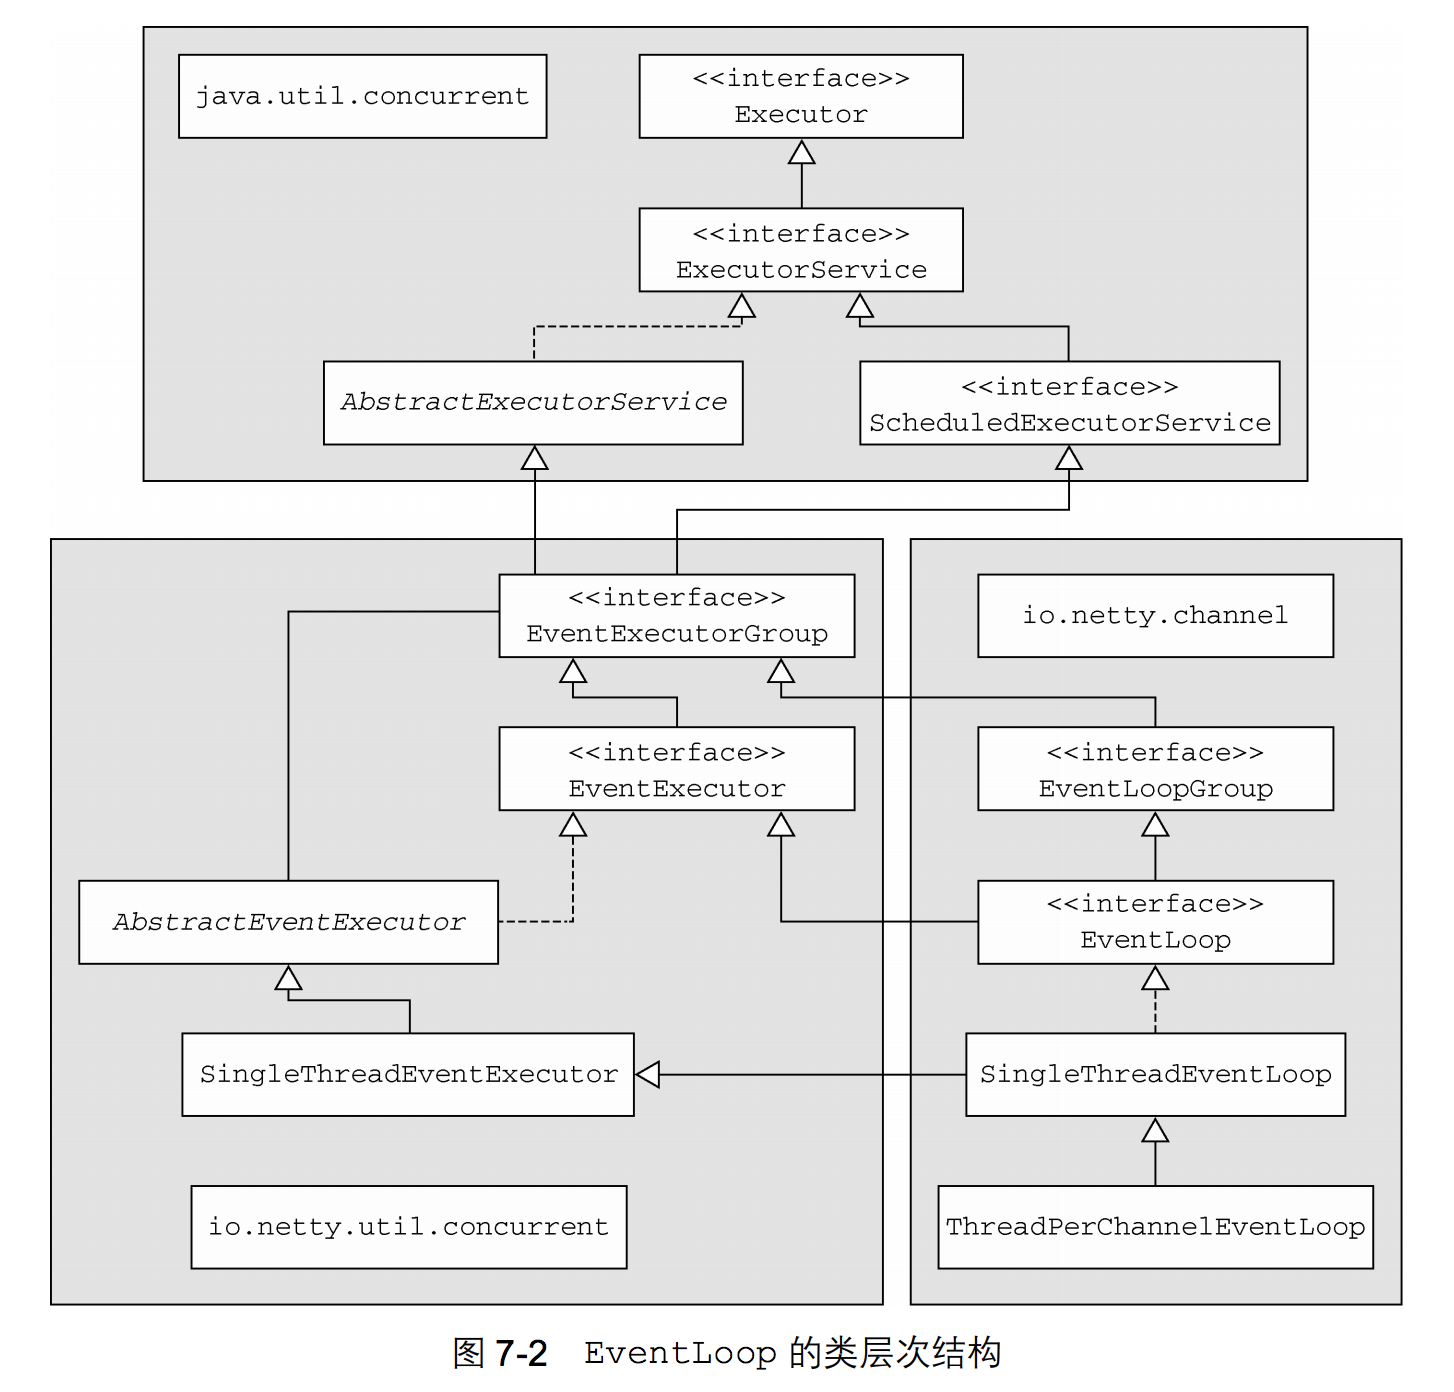 java.util.concurrent
<<interface>>
Executor
<<interface>>
ExecutorService
AbstractExecutorService
<<interface>>
ScheduledExecutorService
<<interface>>
EventExecutorGroup
io.netty.channel
<<interface>>
EventExecutor
<<interface>>
EventLoopGroup
AbstractEventExecutor
<<interface>>
EventLoop
SingleThreadEventExecutor
SingleThreadEventLoop
io.netty.util.concurrent
ThreadPerChannelEventLoop
图 7-2 EventLoop 的类层次结构